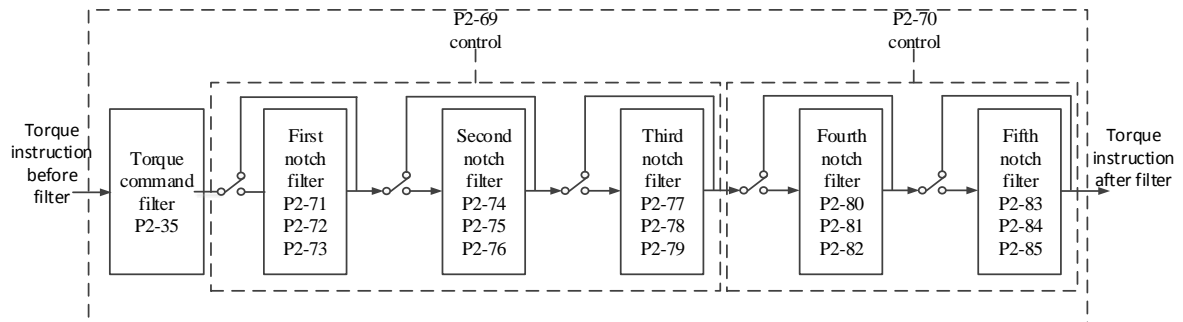 P2-69
control
P2-70
control
Torque
instruction
before
filter
Torque
command
filter
P2-35
First
notch
filter
P2-71
P2-72
P2-73
Second
notch
filter
P2-74
P2-75
P2-76
Third
notch
filter
P2-77
P2-78
P2-79
Fourth
notch
filter
P2-80
P2-81
P2-82
Fifth
notch
filter
P2-83
P2-84
P2-85
Torque
instruction
after filter